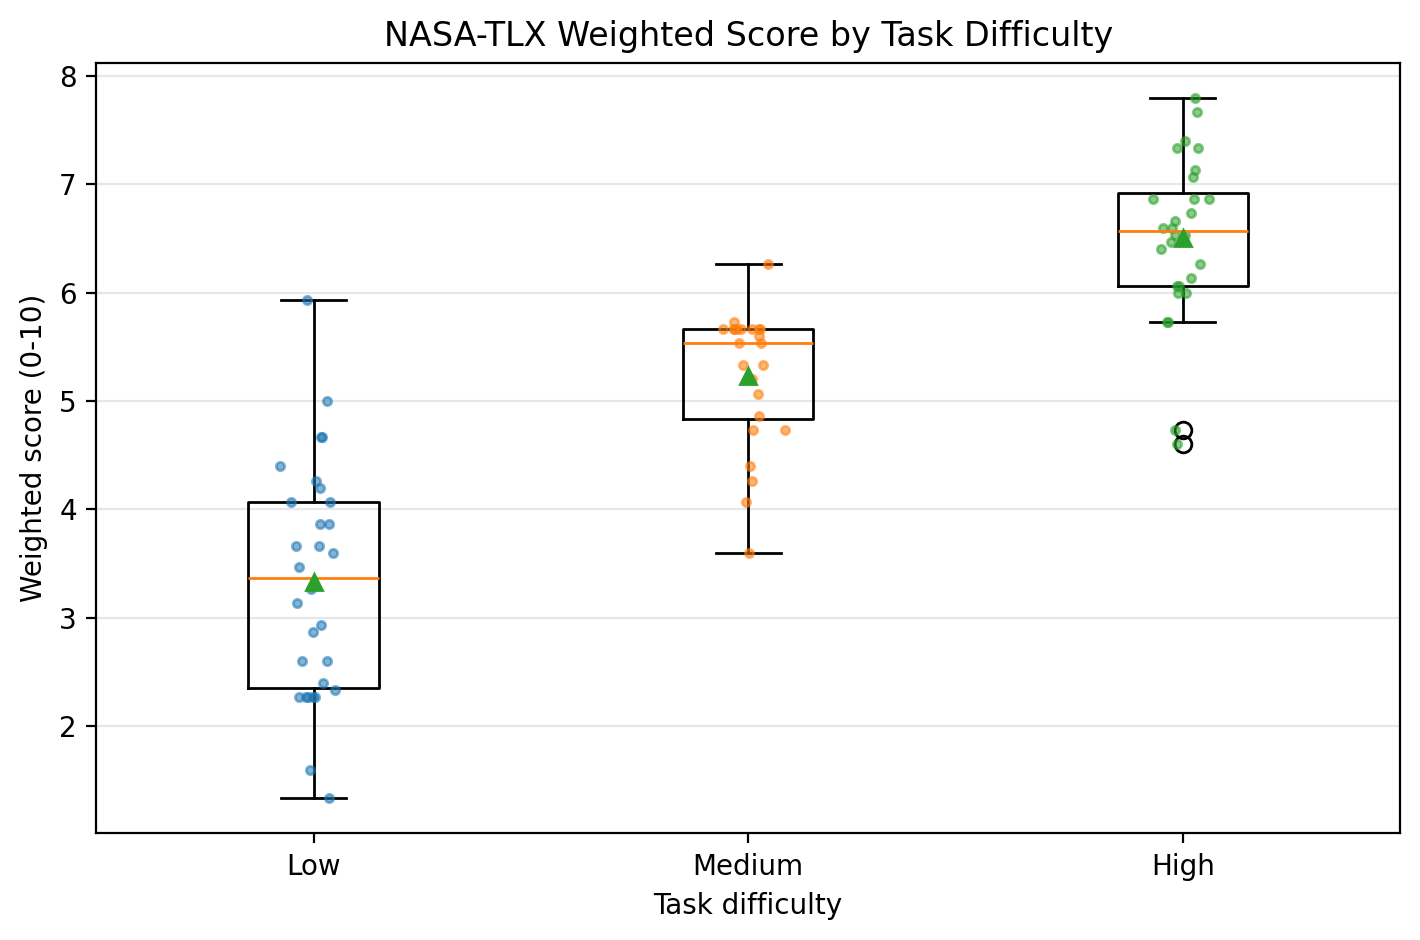 NASA-TLX Weighted Score by Task Difficulty
Weighted score (0-10)
8
7
6
5
4
3
2
Low Medium High
Task difficulty